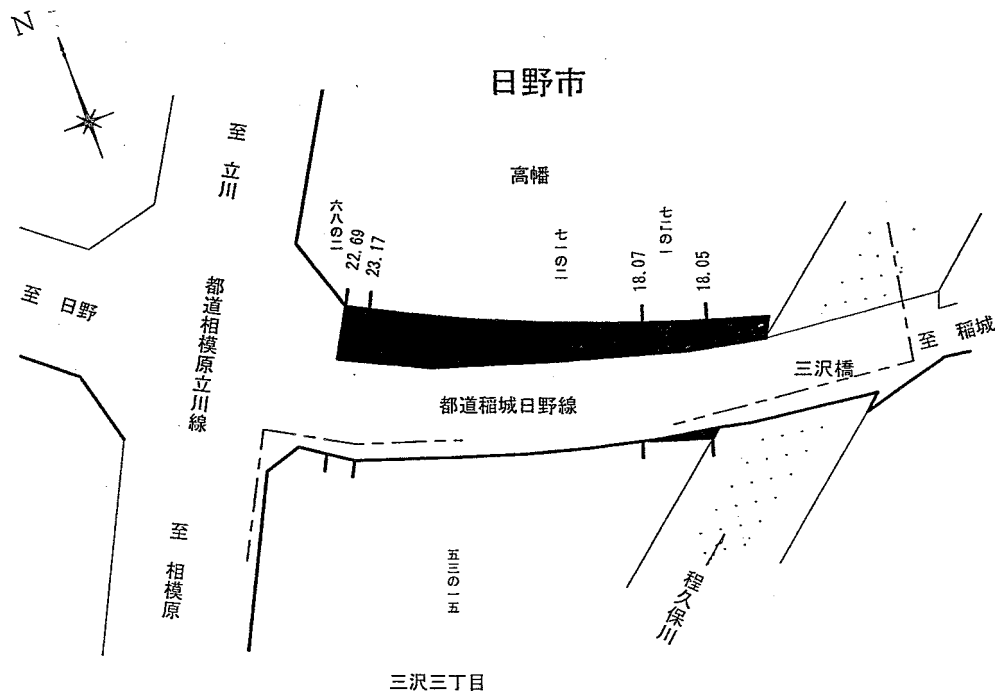 N
日野市
高幡
至 立川
六八の二
22.69
23.17
七一の二
18.07
七二の一
18.05
至 日野
都道相模原立川線
至 稲城
三沢橋
都道稲城日野線
至 相模原
五三の一五
程久保川
三沢三丁目